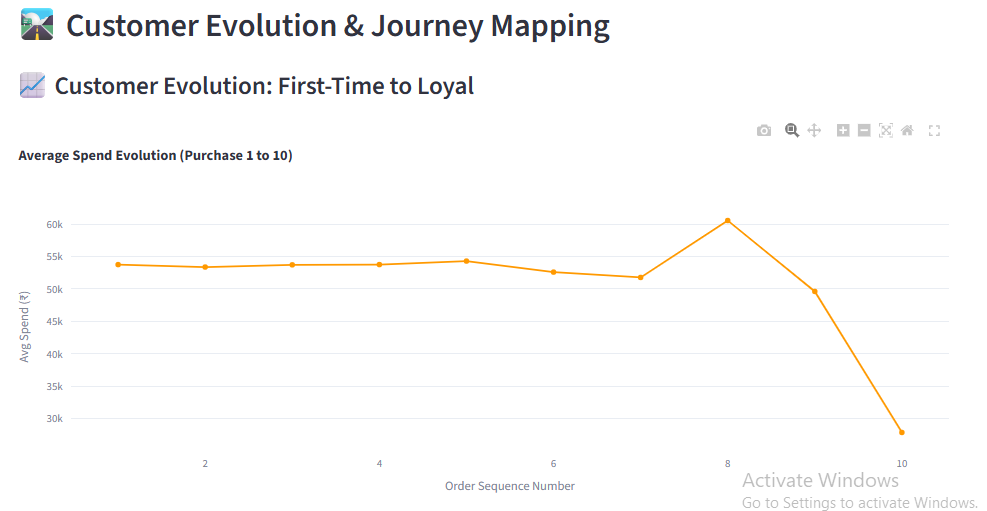 Customer Evolution & Journey Mapping
Customer Evolution: First-Time to Loyal
Average Spend Evolution (Purchase 1 to 10)
60k
55k
50k
45k
40k
35k
30k
Avg Spend (₹)
2 4 6 8 10
Order Sequence Number
Activate Windows
Go to Settings to activate Windows.